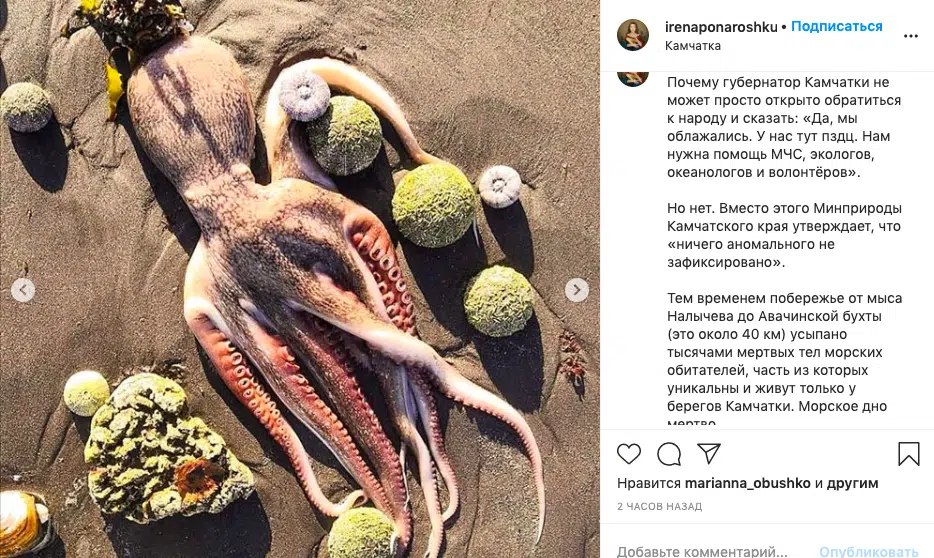 irenaponaroshku • Подписаться
Камчатка
Почему губернатор Камчатки не
может просто открыто обратиться
к народу и сказать: «Да, мы
облажались. У нас тут пздц. Нам
нужна помощь МЧС, экологов,
океанологов и волонтёров».
Но нет. Вместо этого Минприроды
Камчатского края утверждает, что
«ничего аномального не
зафиксировано».
Тем временем побережье от мыса
Налычева до Авачинской бухты
(это около 40 км) усыпано
тысячами мертвых тел морских
обитателей, часть из которых
уникальны и живут только у
берегов Камчатки. Морское дно
мертво
Нравится marianna_obushko и другим
2 ЧАСОВ НАЗАД
Добавьте комментарий...
Опубликовать